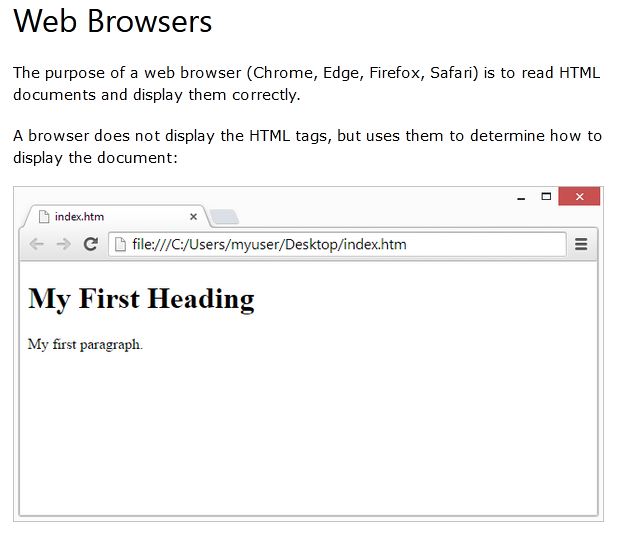 Web Browsers
The purpose of a web browser (Chrome, Edge, Firefox, Safari) is to read HTML
documents and display them correctly.
A browser does not display the HTML tags, but uses them to determine how to
display the document:
index.htm
file:///C:/Users/myuser/Desktop/index.htm
My First Heading
My first paragraph.